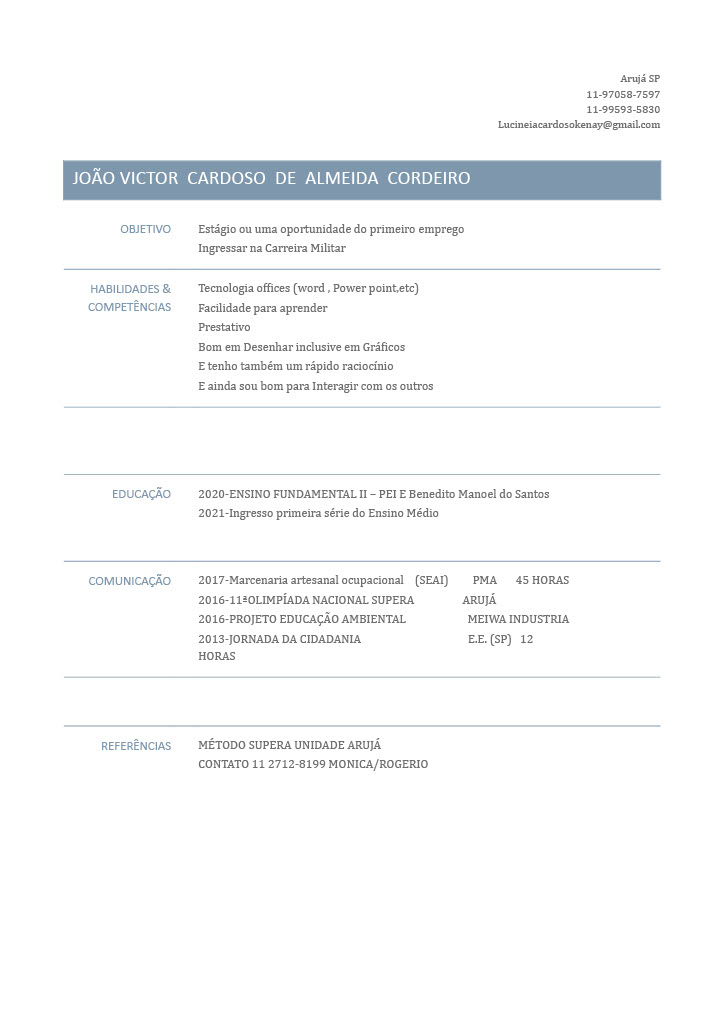 Arujá SP
11-97058-7597
11-99593-5830
Lucineiacardosokenay@gmail.com
JOÃO VICTOR CARDOSO DE ALMEIDA CORDEIRO
OBJETIVO Estágio ou uma oportunidade do primeiro emprego
Ingressar na Carreira Militar
HABILIDADES & Tecnologia offices (word , Power point,etc)
COMPETÊNCIAS Facilidade para aprender
Prestativo
Bom em Desenhar inclusive em Gráficos
E tenho também um rápido raciocínio
E ainda sou bom para Interagir com os outros
EDUCAÇÃO 2020-ENSINO FUNDAMENTAL II – PEI E Benedito Manoel do Santos
2021-Ingresso primeira série do Ensino Médio
COMUNICAÇÃO 2017-Marcenaria artesanal ocupacional (SEAI) PMA 45 HORAS
2016-11ªOLIMPÍADA NACIONAL SUPERA ARUJÁ
2016-PROJETO EDUCAÇÃO AMBIENTAL MEIWA INDUSTRIA
2013-JORNADA DA CIDADANIA E.E. (SP) 12
HORAS
REFERÊNCIAS MÉTODO SUPERA UNIDADE ARUJÁ
CONTATO 11 2712-8199 MONICA/ROGERIO